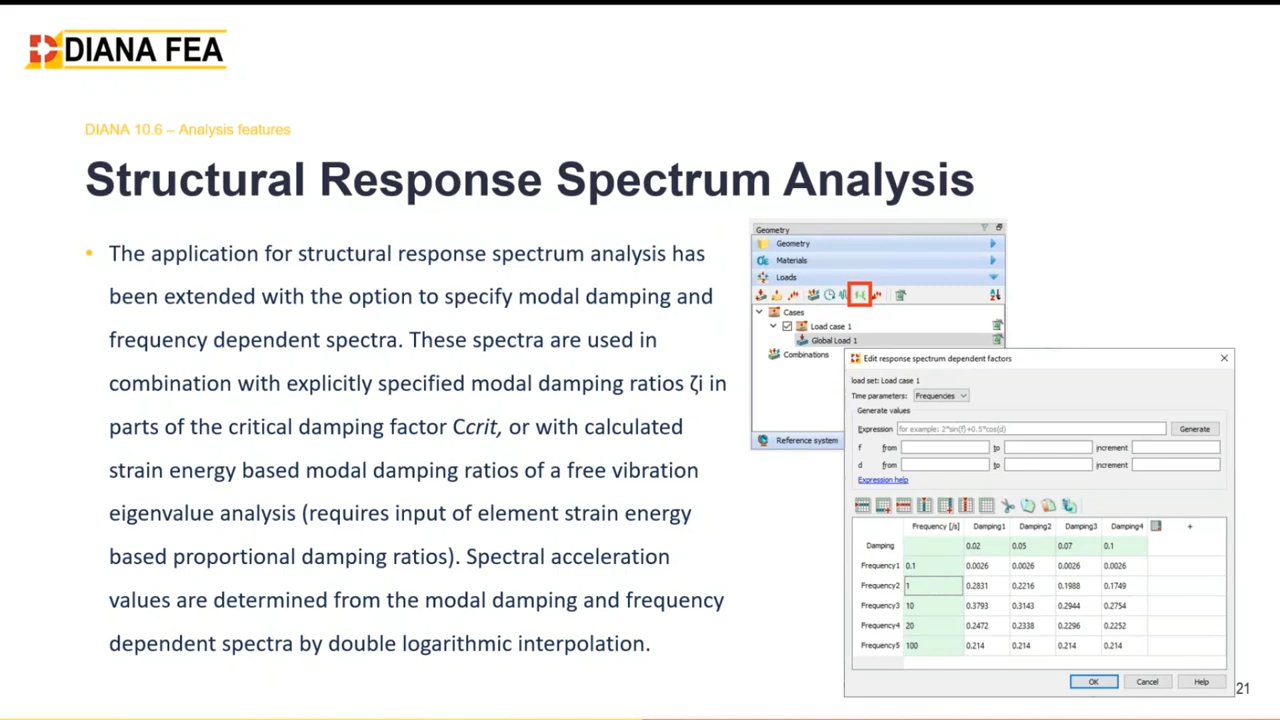 DIANA FEA
DIANA 10.6 – Analysis features
Structural Response Spectrum Analysis
• The application for structural response spectrum analysis has
been extended with the option to specify modal damping and
frequency dependent spectra. These spectra are used in
combination with explicitly specified modal damping ratios ζi in
parts of the critical damping factor Ccrit, or with calculated
strain energy based modal damping ratios of a free vibration
eigenvalue analysis (requires input of element strain energy
based proportional damping ratios). Spectral acceleration
values are determined from the modal damping and frequency
dependent spectra by double logarithmic interpolation.
Geometry
Geometry
Materials
Loads
Cases
Load case 1
Global Load 1
Combinations
Reference system
Edit response spectrum dependent factors
load set: Load case 1
Time parameters: Frequencies
Generate values
Expression for example: 2*sin(f)+0.5*cos(d) Generate
f from to increment
d from to increment
Expression help
Frequency [/s] Damping1 Damping2 Damping3 Damping4 +
Damping 0.02 0.05 0.07 0.1
Frequency1 0.1 0.0026 0.0026 0.0026 0.0026
Frequency2 1 0.2831 0.2216 0.1988 0.1749
Frequency3 10 0.3793 0.3143 0.2944 0.2754
Frequency4 20 0.2472 0.2338 0.2296 0.2252
Frequency5 100 0.214 0.214 0.214 0.214
OK Cancel Help
21